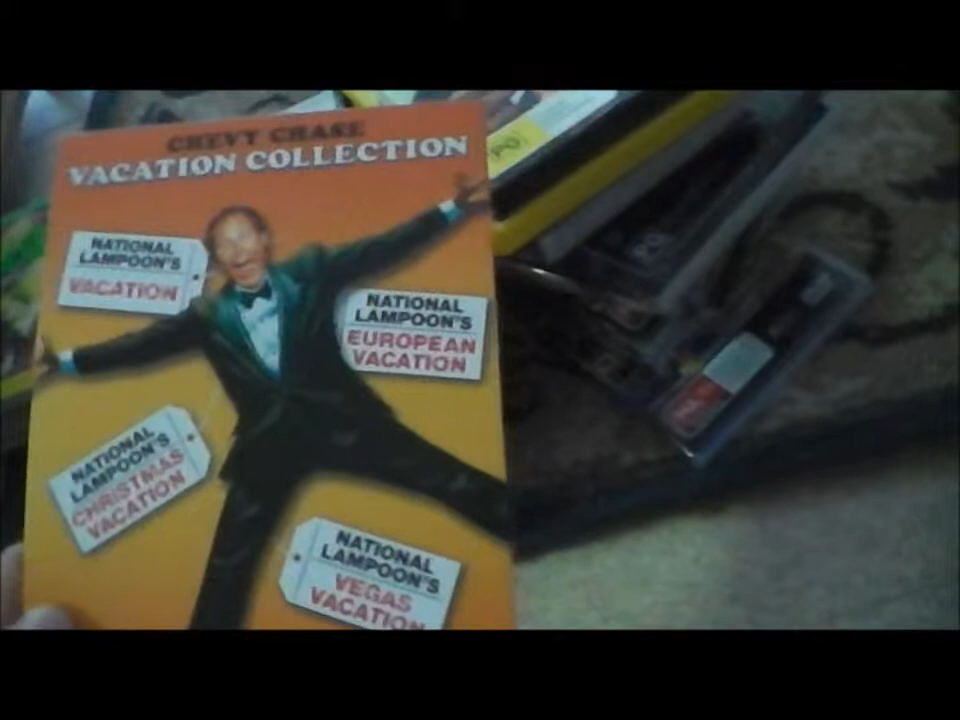 CHEVY CHASE
VACATION COLLECTION
NATIONAL
LAMPOON'S
VACATION
NATIONAL
LAMPOON'S
EUROPEAN
VACATION
NATIONAL
LAMPOON'S
CHRISTMAS
VACATION
NATIONAL
LAMPOON'S
VEGAS
VACATION